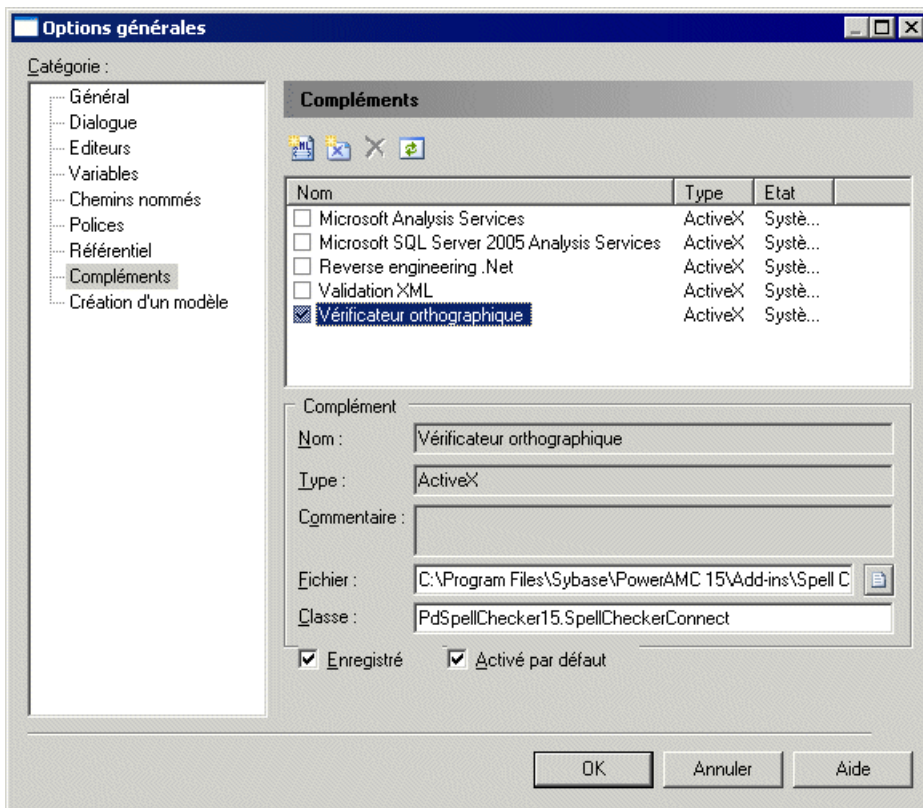 Options générales
Catégorie :
Général
Dialogue
Editeurs
Variables
Chemins nommés
Polices
Référentiel
Compléments
Création d'un modèle
Compléments
Nom Type Etat
Microsoft Analysis Services ActiveX Systè...
Microsoft SQL Server 2005 Analysis Services ActiveX Systè...
Reverse engineering .Net ActiveX Systè...
Validation XML ActiveX Systè...
Vérificateur orthographique ActiveX Systè...
Complément
Nom : Vérificateur orthographique
Type : ActiveX
Commentaire :
Fichier : C:\Program Files\Sybase\PowerAMC 15\Add-ins\Spell C
Classe : PdSpellChecker15.SpellCheckerConnect
Enregistré Activé par défaut
OK Annuler Aide